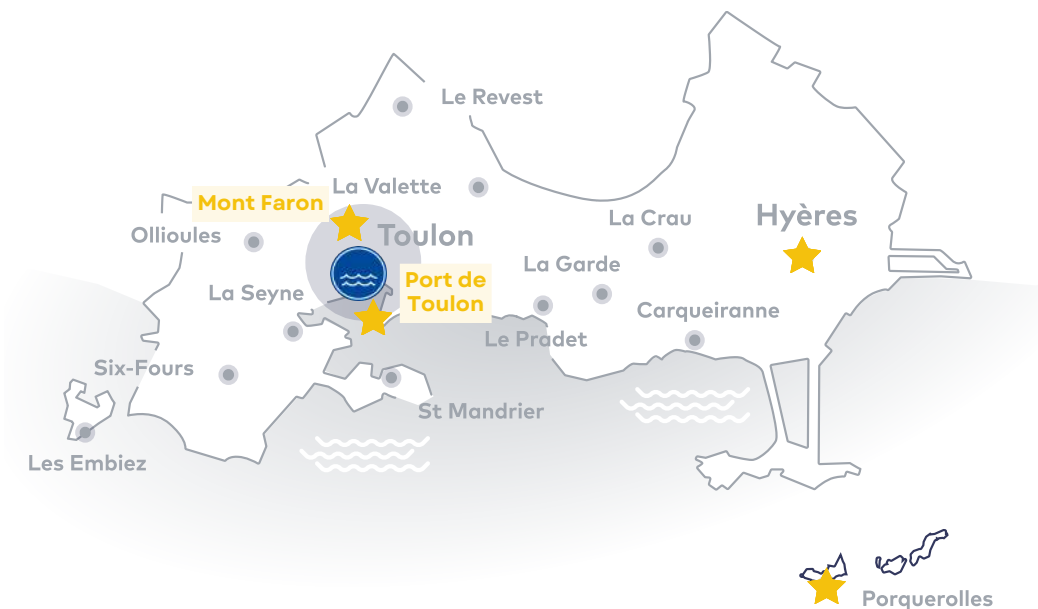 Le Revest
La Valette
Mont Faron
La Crau
Hyères
Ollioules
Toulon
La Garde
Port de
Toulon
La Seyne
Carqueiranne
Le Pradet
Six-Fours
St Mandrier
Les Embiez
Porquerolles